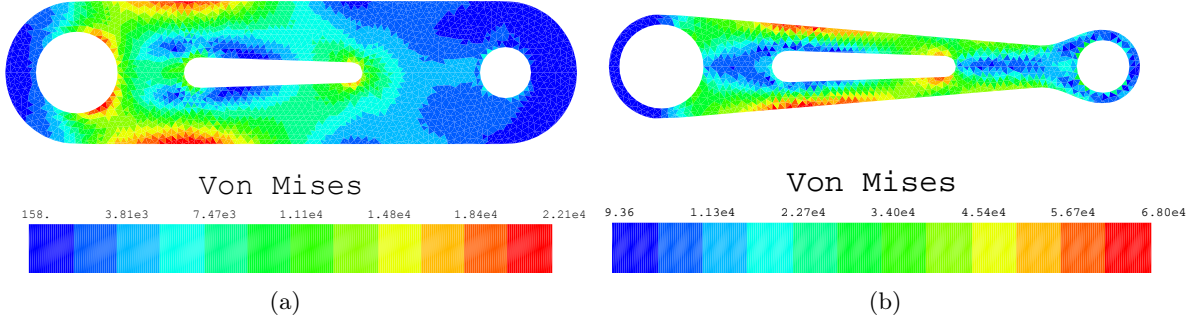 Von Mises
158. 3.81e3 7.47e3 1.11e4 1.48e4 1.84e4 2.21e4
(a)
Von Mises
9.36 1.13e4 2.27e4 3.40e4 4.54e4 5.67e4 6.80e4
(b)